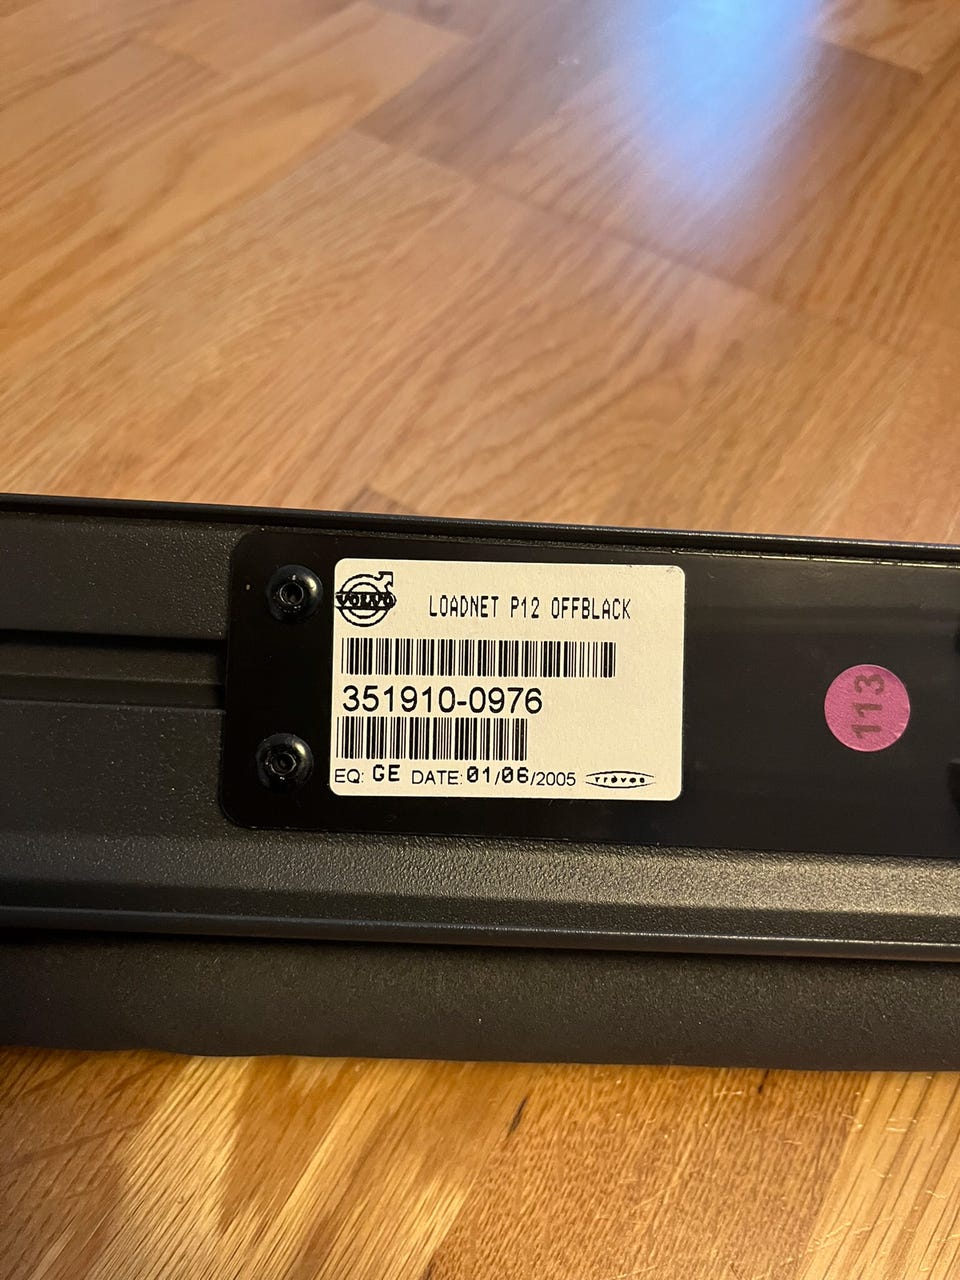 VOLVO
LOADNET P12 OFFBLACK
351910-0976
EQ: GE DATE: 01/06/2005
113